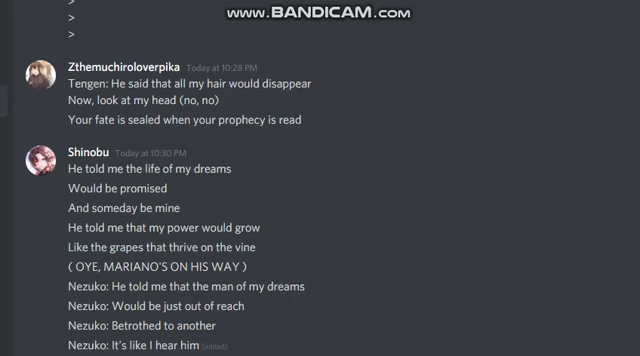 WWW.BANDICAM.COM
>
>
>
Zthemuchiroloverpika Today at 10:28 PM
Tengen: He said that all my hair would disappear
Now, look at my head (no, no)
Your fate is sealed when your prophecy is read
Shinobu Today at 10:30 PM
He told me the life of my dreams
Would be promised
And someday be mine
He told me that my power would grow
Like the grapes that thrive on the vine
( OYE, MARIANO'S ON HIS WAY )
Nezuko: He told me that the man of my dreams
Nezuko: Would be just out of reach
Nezuko: Betrothed to another
Nezuko: It's like I hear him (edited)